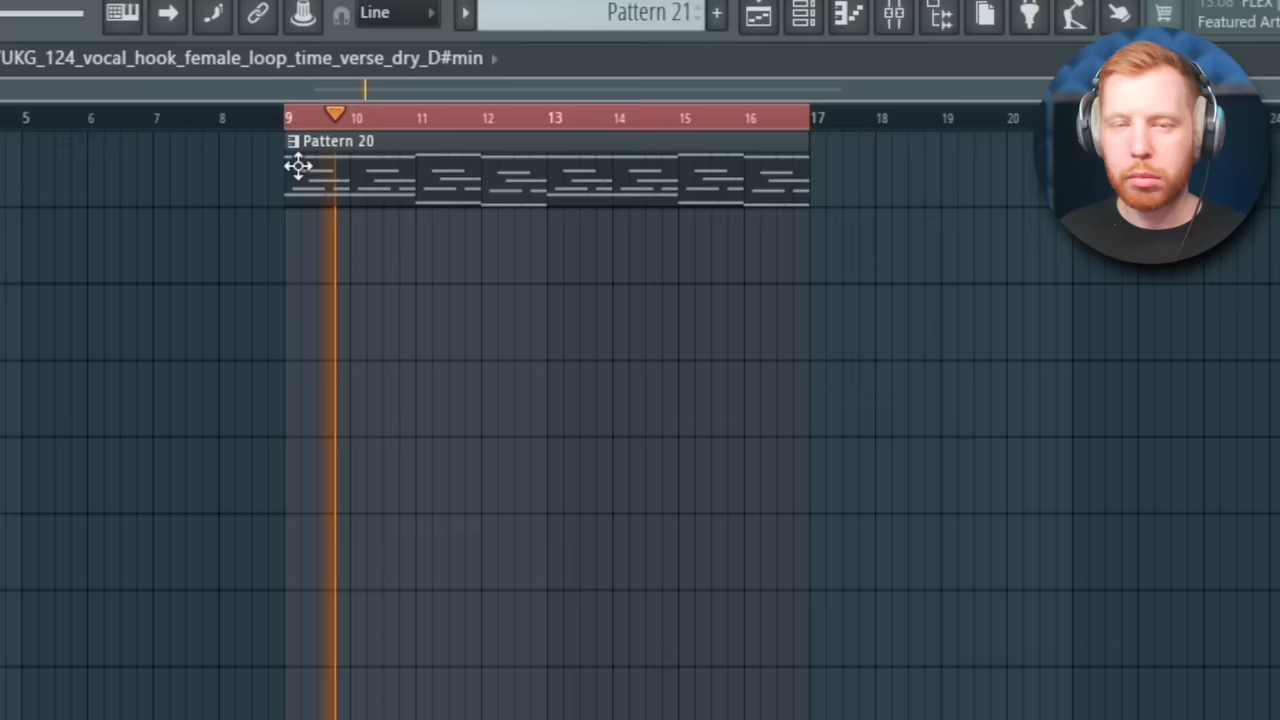 Line
Pattern 21
+
FLEX
Featured Art
UKG_124_vocal_hook_female_loop_time_verse_dry_D#min
5 6 7 8 9 10 11 12 13 14 15 16 17 18 19 20
Pattern 20